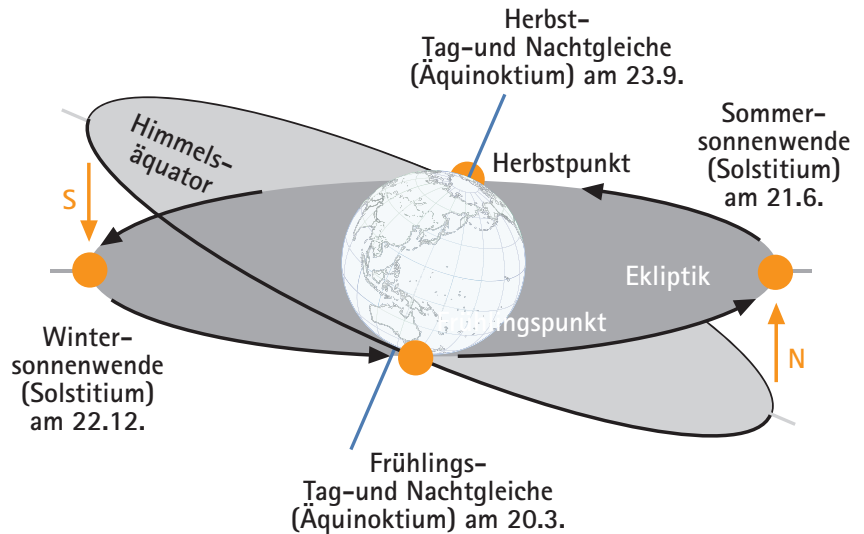 Herbst-
Tag-und Nachtgleiche
(Äquinoktium) am 23.9.
Sommer-
sonnenwende
(Solstitium)
am 21.6.
Himmels-
äquator
Herbstpunkt
S
Ekliptik
Frühlingspunkt
Winter-
sonnenwende
(Solstitium)
am 22.12.
N
Frühlings-
Tag-und Nachtgleiche
(Äquinoktium) am 20.3.